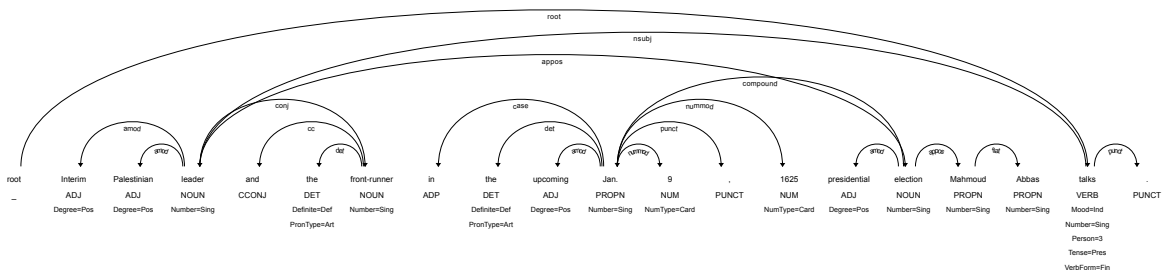 root
nsubj
appos
compound
conj
case
nummod
amod
cc
det
punct
amod
def
amod
nummod
amod
appos
flat
punct
root Interim Palestinian leader and the front-runner in the upcoming Jan. 9 , 1625 presidential election Mahmoud Abbas talks .
_ ADJ ADJ NOUN CCONJ DET NOUN ADP DET ADJ PROPN NUM PUNCT NUM ADJ NOUN PROPN PROPN VERB PUNCT
Degree=Pos Degree=Pos Number=Sing Definite=Def Number=Sing Definite=Def Degree=Pos Number=Sing NumType=Card NumType=Card Degree=Pos Number=Sing Number=Sing Number=Sing Mood=Ind
PronType=Art PronType=Art Number=Sing
Person=3
Tense=Pres
VerbForm=Fin